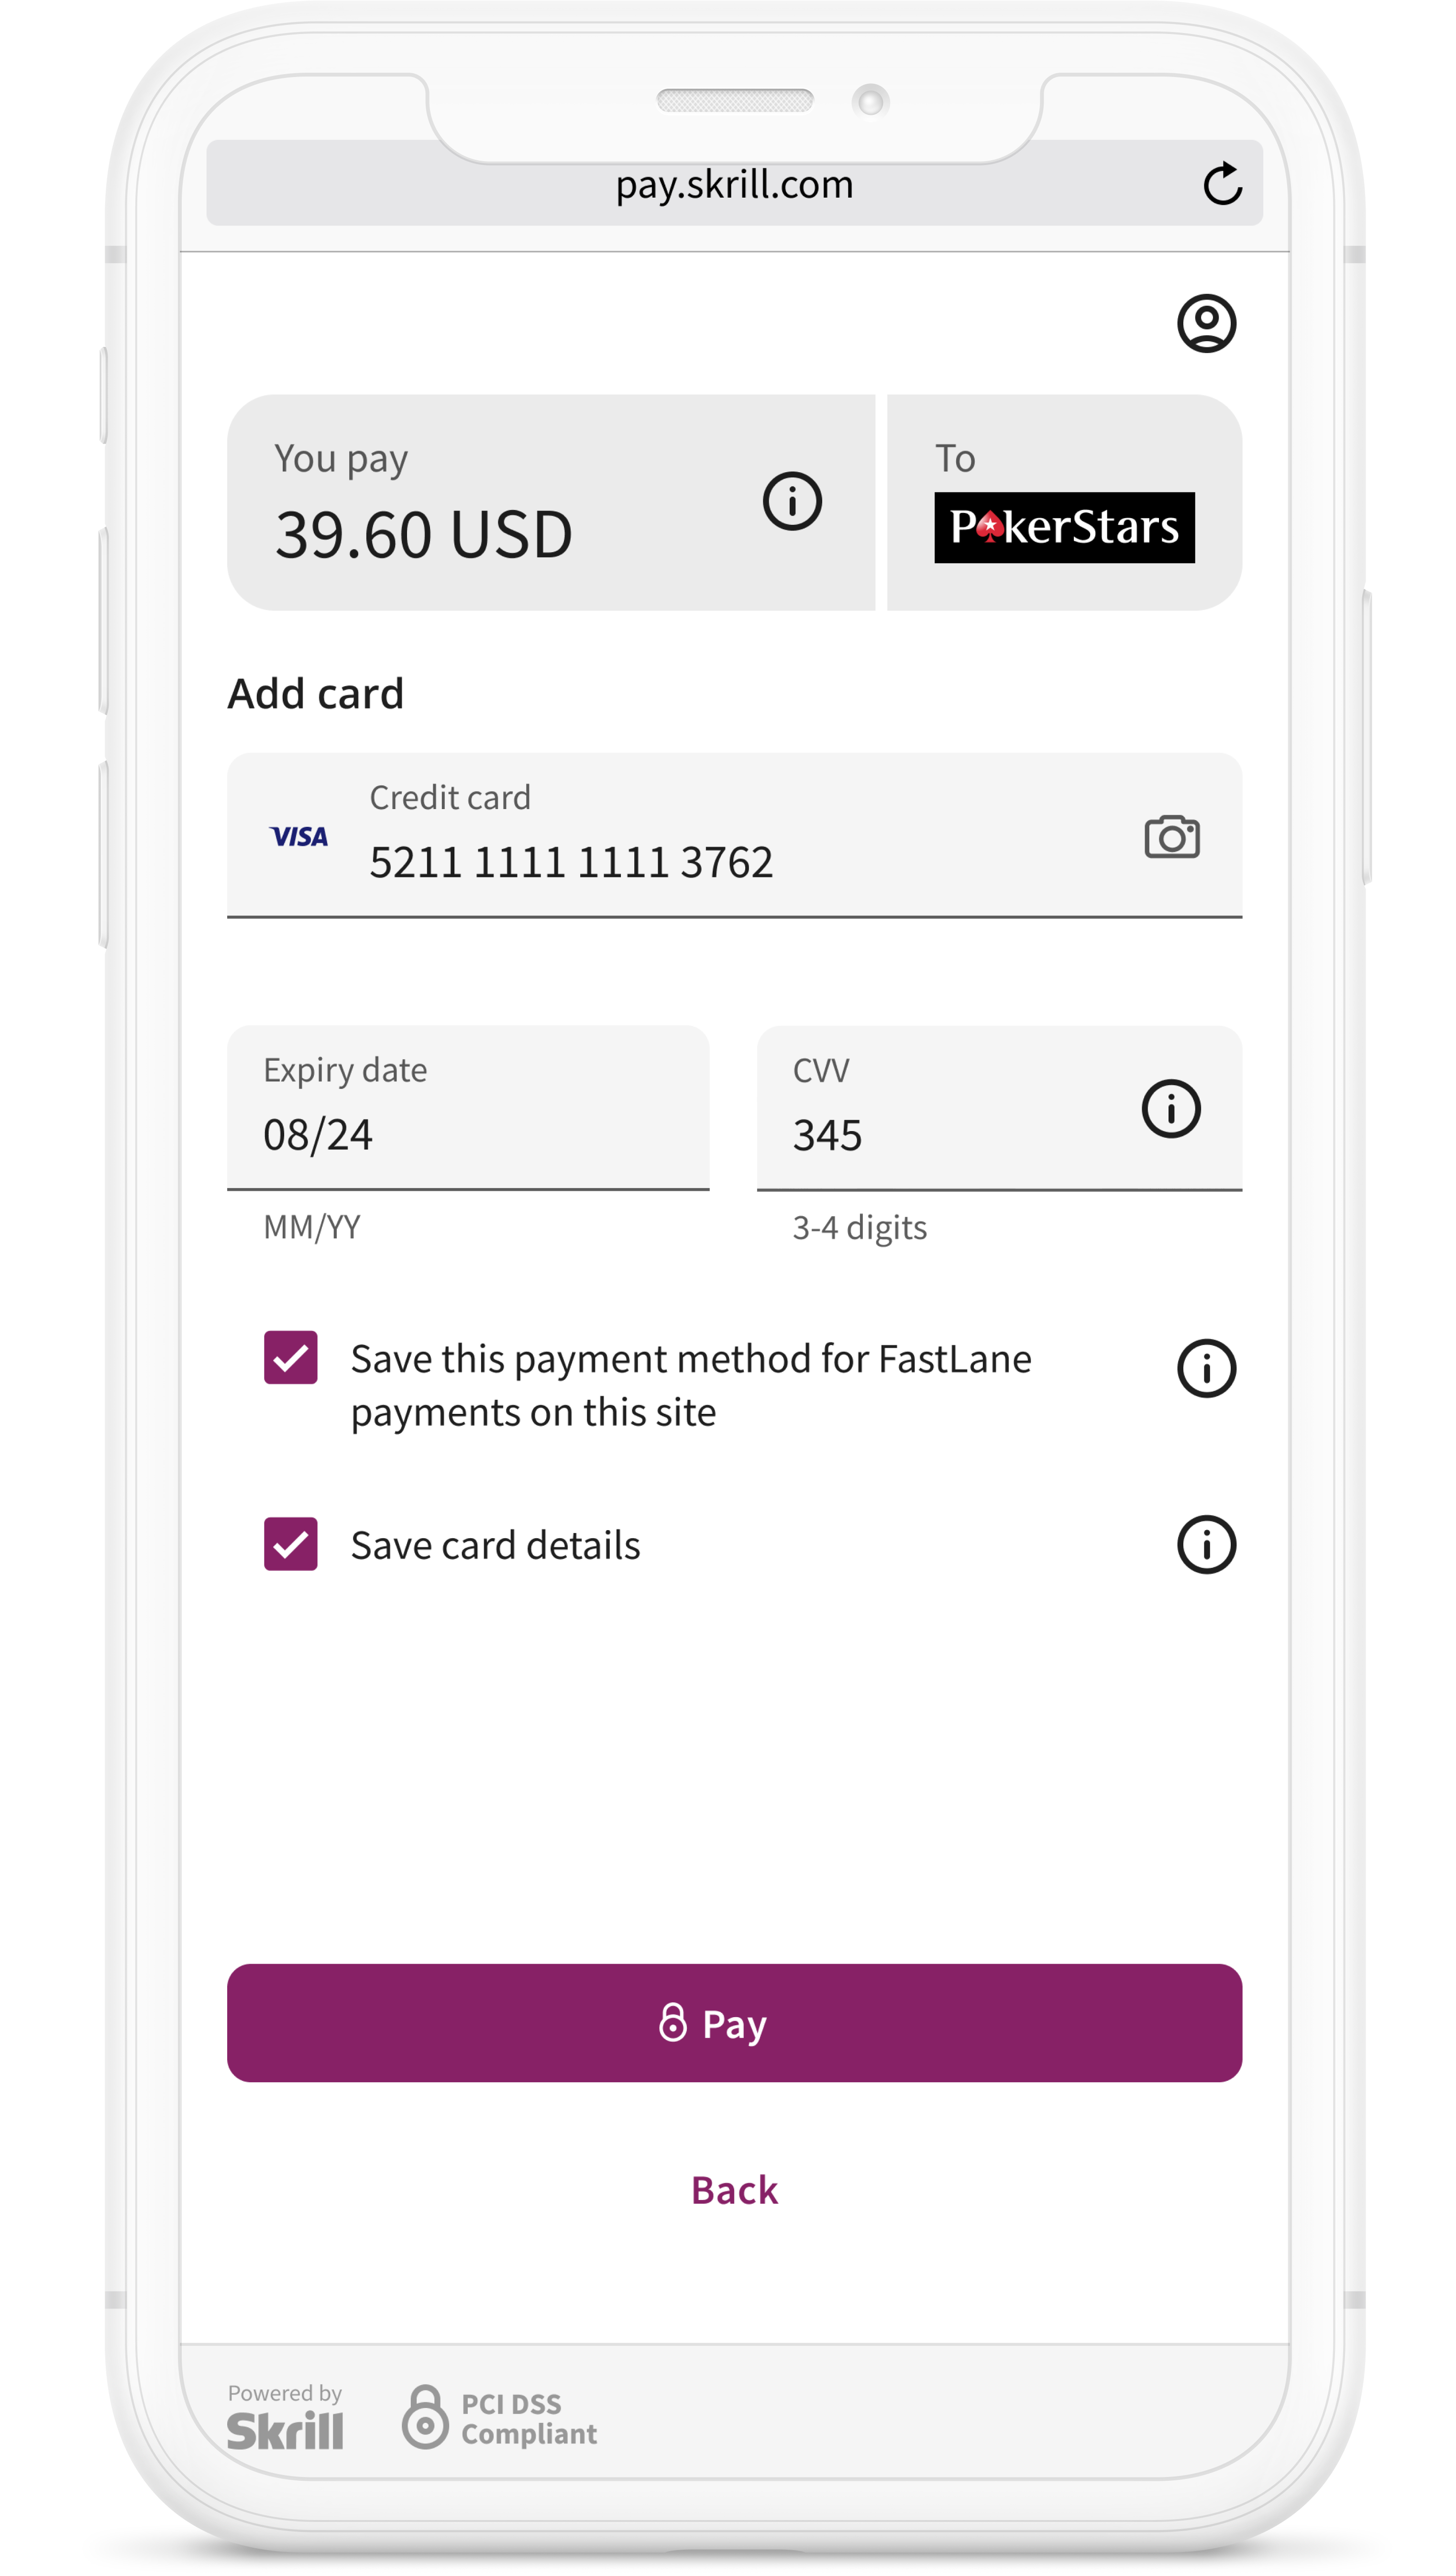 pay.skrill.com
You pay
39.60 USD
To
PokerStars
Add card
VISA
Credit card
5211 1111 1111 3762
Expiry date
08/24
MM/YY
CVV
345
3-4 digits
Save this payment method for FastLane
payments on this site
Save card details
Pay
Back
Powered by
Skrill
PCI DSS
Compliant